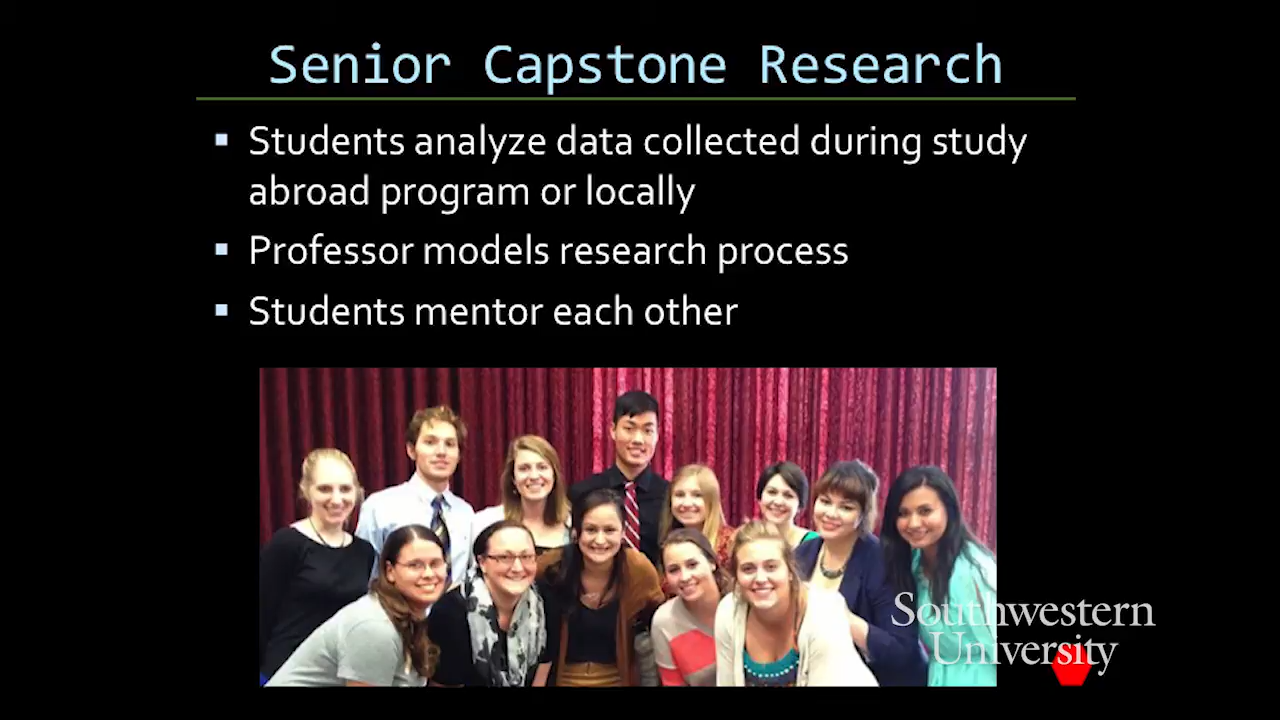 Senior Capstone Research
▪ Students analyze data collected during study
abroad program or locally
▪ Professor models research process
▪ Students mentor each other
Southwestern
University